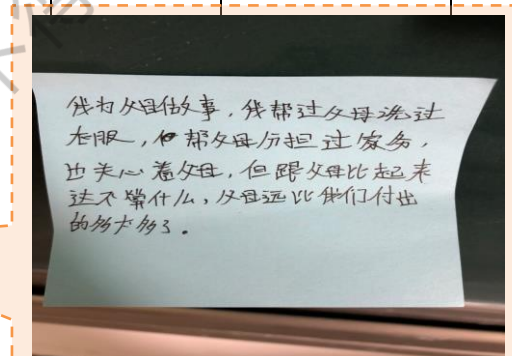 我为父母做事，我帮过父母洗过
衣服，也帮父母分担过家务，
也关心着父母，但跟父母比起来
这不算什么，父母远比我们付出
的多太多了。